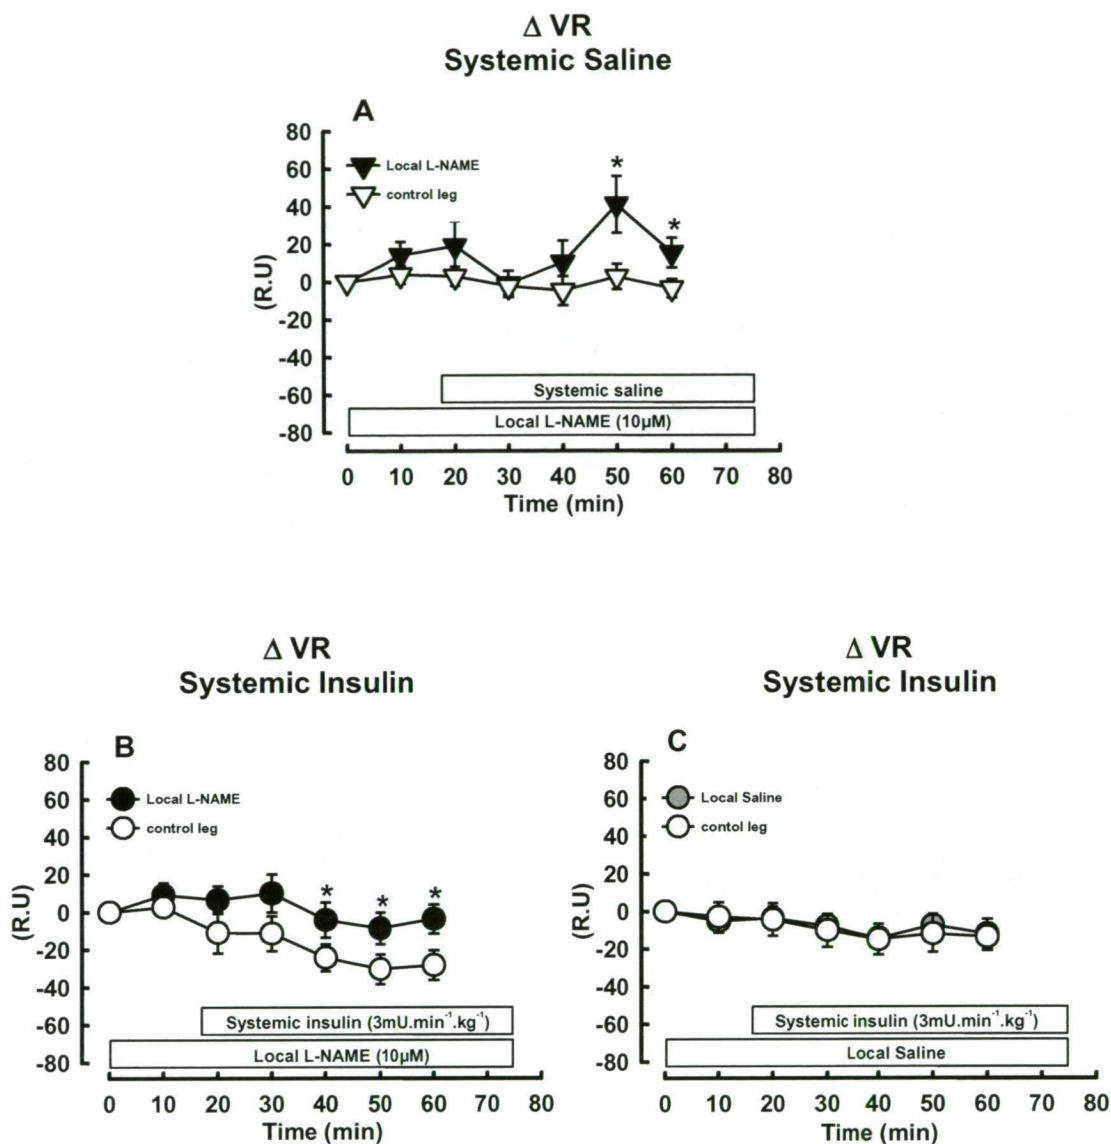 Δ VR
Systemic Saline
A
80
60
40
20
0
-20
-40
-60
-80
(R.U)
Local L-NAME
control leg
*
*
Systemic saline
Local L-NAME (10µM)
0 10 20 30 40 50 60 70 80
Time (min)
Δ VR
Systemic Insulin
B
80
60
40
20
0
-20
-40
-60
-80
(R.U)
Local L-NAME
control leg
* * *
Systemic insulin (3mU.min⁻¹.kg⁻¹)
Local L-NAME (10µM)
0 10 20 30 40 50 60 70 80
Time (min)
Δ VR
Systemic Insulin
C
80
60
40
20
0
-20
-40
-60
-80
(R.U)
Local Saline
contol leg
Systemic insulin (3mU.min⁻¹.kg⁻¹)
Local Saline
0 10 20 30 40 50 60 70 80
Time (min)